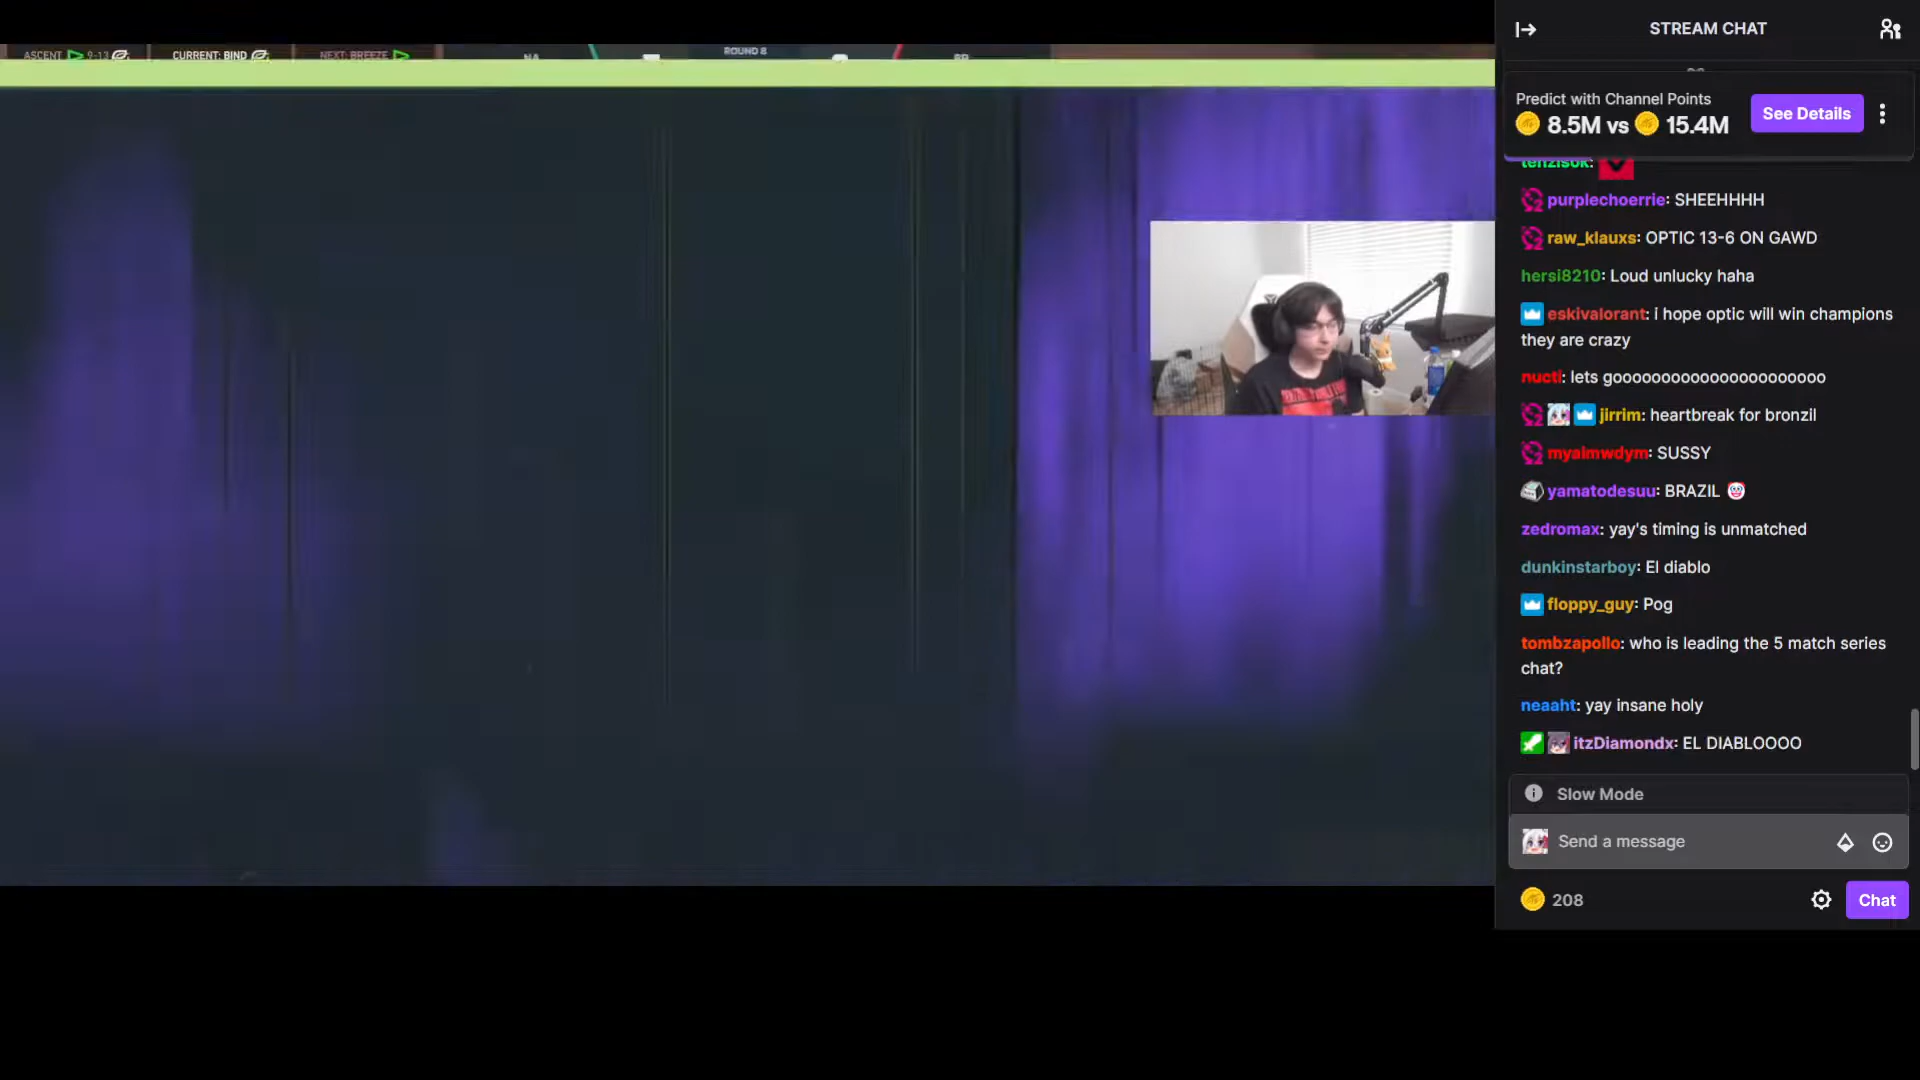 ASCENT 9-13
CURRENT: BIND
NEXT: BREEZE
ROUND 8
STREAM CHAT
Predict with Channel Points
8.5M vs 15.4M
See Details
tenzisok:
purplechoerrie: SHEEHHHH
raw_klauxs: OPTIC 13-6 ON GAWD
hersi8210: Loud unlucky haha
eskivalorant: i hope optic will win champions
they are crazy
nucti: lets goooooooooooooooooooooo
jirrim: heartbreak for bronzil
myaimwdym: SUSSY
yamatodesuu: BRAZIL 🤡
zedromax: yay's timing is unmatched
dunkinstarboy: El diablo
floppy_guy: Pog
tombzapollo: who is leading the 5 match series
chat?
neaaht: yay insane holy
itzDiamondx: EL DIABLOOOO
Slow Mode
Send a message
208
Chat